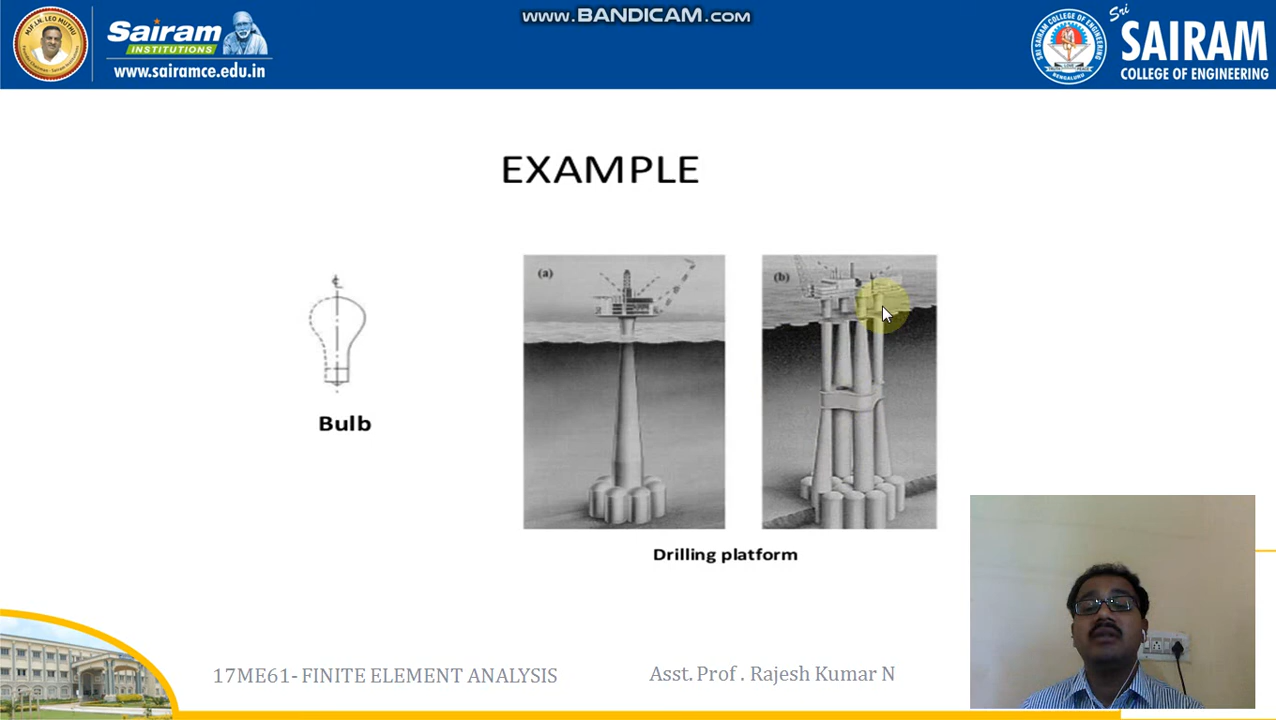 www.BANDICAM.com
Sairam
INSTITUTIONS
www.sairamce.edu.in
Sri
SAIRAM
COLLEGE OF ENGINEERING
EXAMPLE
(a)
(b)
Bulb
Drilling platform
17ME61- FINITE ELEMENT ANALYSIS
Asst. Prof . Rajesh Kumar N